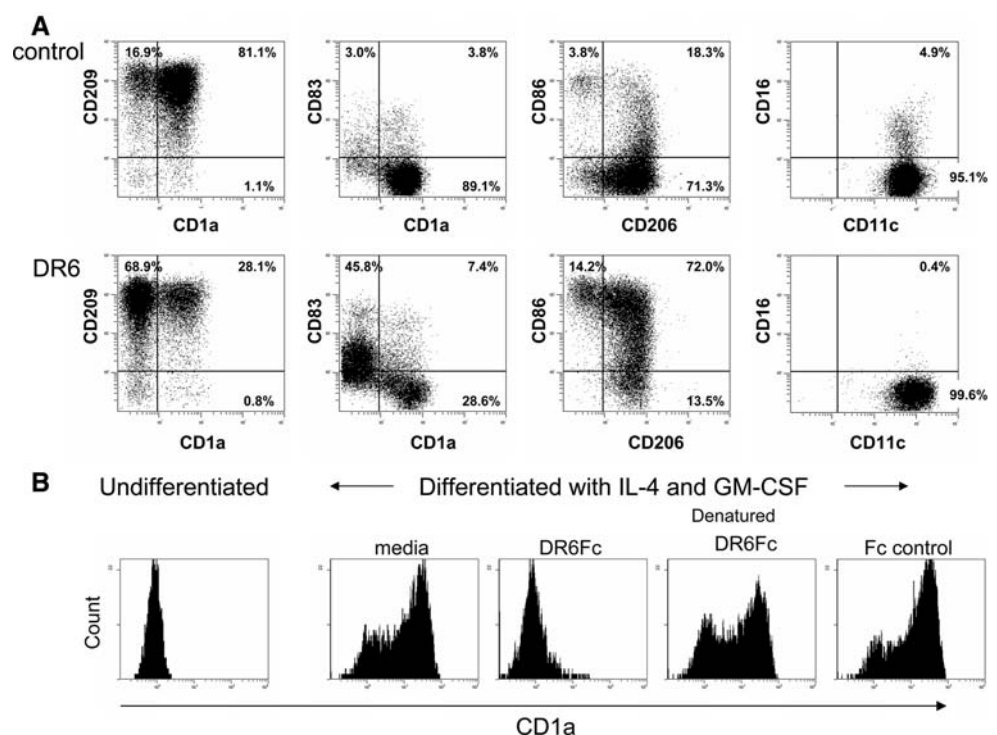 A
control
16.9% 81.1% 3.0% 3.8% 3.8% 18.3% 4.9%
CD209 CD83 CD86 CD16
1.1% 89.1% 71.3% 95.1%
CD1a CD1a CD206 CD11c
DR6
68.9% 28.1% 45.8% 7.4% 14.2% 72.0% 0.4%
CD209 CD83 CD86 CD16
0.8% 28.6% 13.5% 99.6%
CD1a CD1a CD206 CD11c
B Undifferentiated Differentiated with IL-4 and GM-CSF
Denatured
media DR6Fc DR6Fc Fc control
Count
CD1a